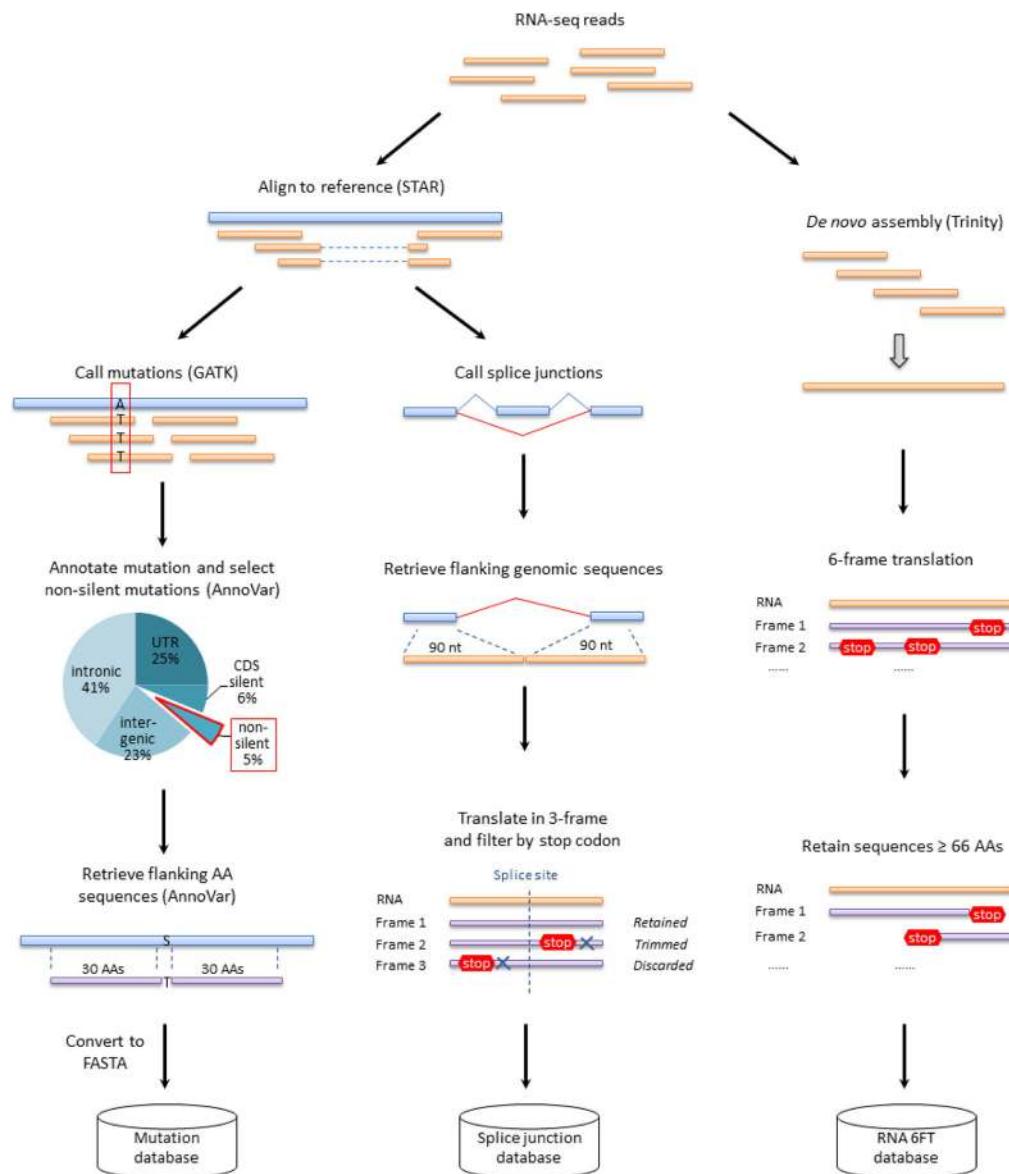 RNA-seq reads
Align to reference (STAR)
De novo assembly (Trinity)
Call mutations (GATK)
A
T
T
T
Call splice junctions
Annotate mutation and select
non-silent mutations (AnnoVar)
UTR
25%
CDS
silent
6%
non-
silent
5%
inter-
genic
23%
intronic
41%
Retrieve flanking genomic sequences
90 nt
90 nt
6-frame translation
RNA
Frame 1
stop
Frame 2
stop
stop
......
......
Retrieve flanking AA
sequences (AnnoVar)
S
30 AAs
30 AAs
T
Translate in 3-frame
and filter by stop codon
Splice site
RNA
Frame 1
Retained
Frame 2
stop
Trimmed
Frame 3
stop
Discarded
Retain sequences ≥ 66 AAs
RNA
Frame 1
stop
Frame 2
stop
......
......
Convert to
FASTA
Mutation
database
Splice junction
database
RNA 6FT
database